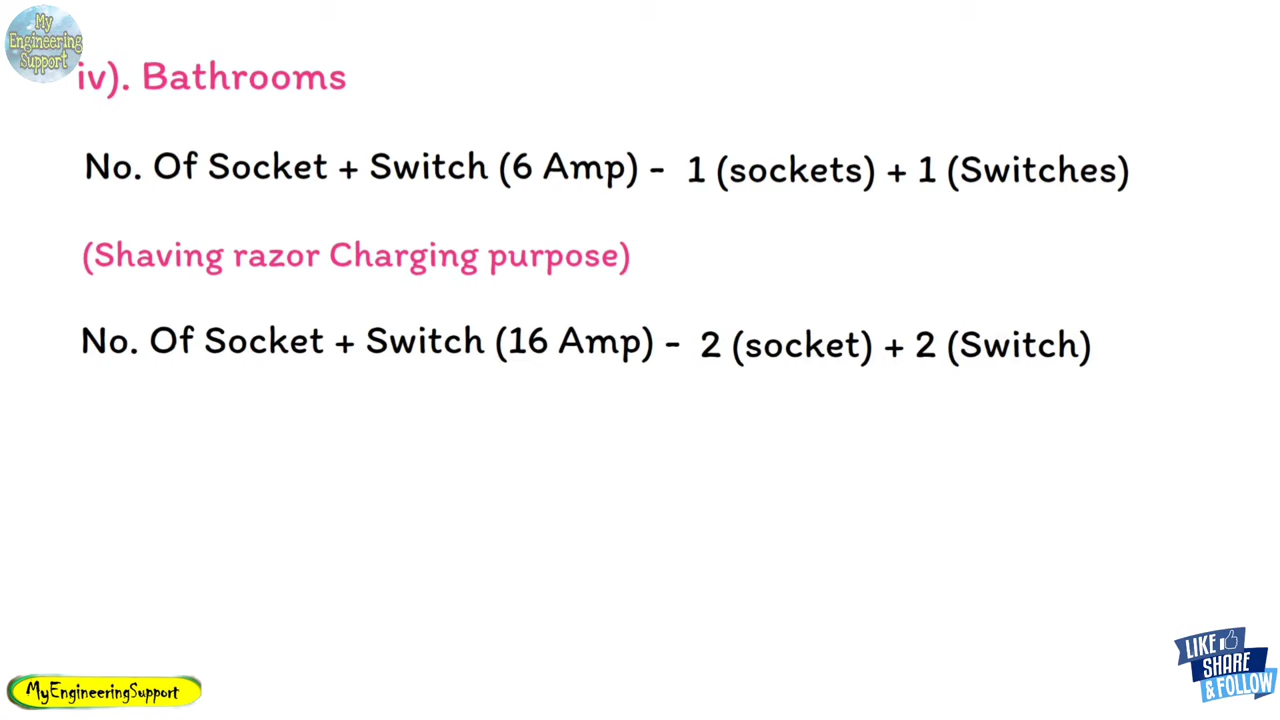 My
Engineering
Support
iv). Bathrooms
No. Of Socket + Switch (6 Amp) - 1 (sockets) + 1 (Switches)
(Shaving razor Charging purpose)
No. Of Socket + Switch (16 Amp) - 2 (socket) + 2 (Switch)
MyEngineeringSupport
LIKE
SHARE
& FOLLOW